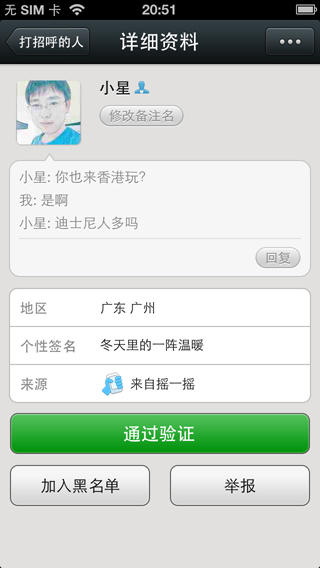 无 SIM 卡
20:51
打招呼的人
详细资料
小星
修改备注名
小星: 你也来香港玩?
我: 是啊
小星: 迪士尼人多吗
回复
地区 广东 广州
个性签名 冬天里的一阵温暖
来源 来自摇一摇
通过验证
加入黑名单
举报